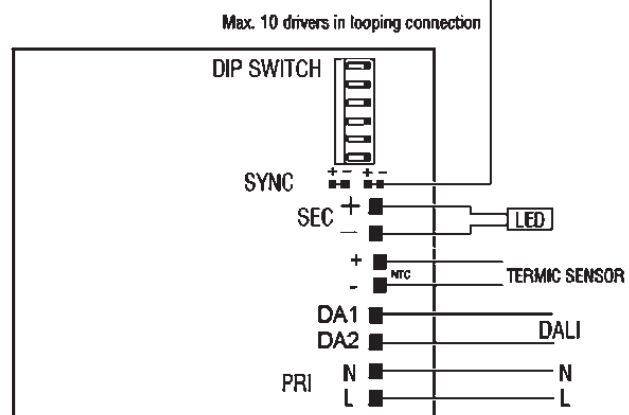 Max. 10 drivers in looping connection
DIP SWITCH
+ - + -
SYNC
SEC +
−
LED
+
NTC
-
TERMIC SENSOR
DA1
DA2
DALI
PRI
N
N
L
L